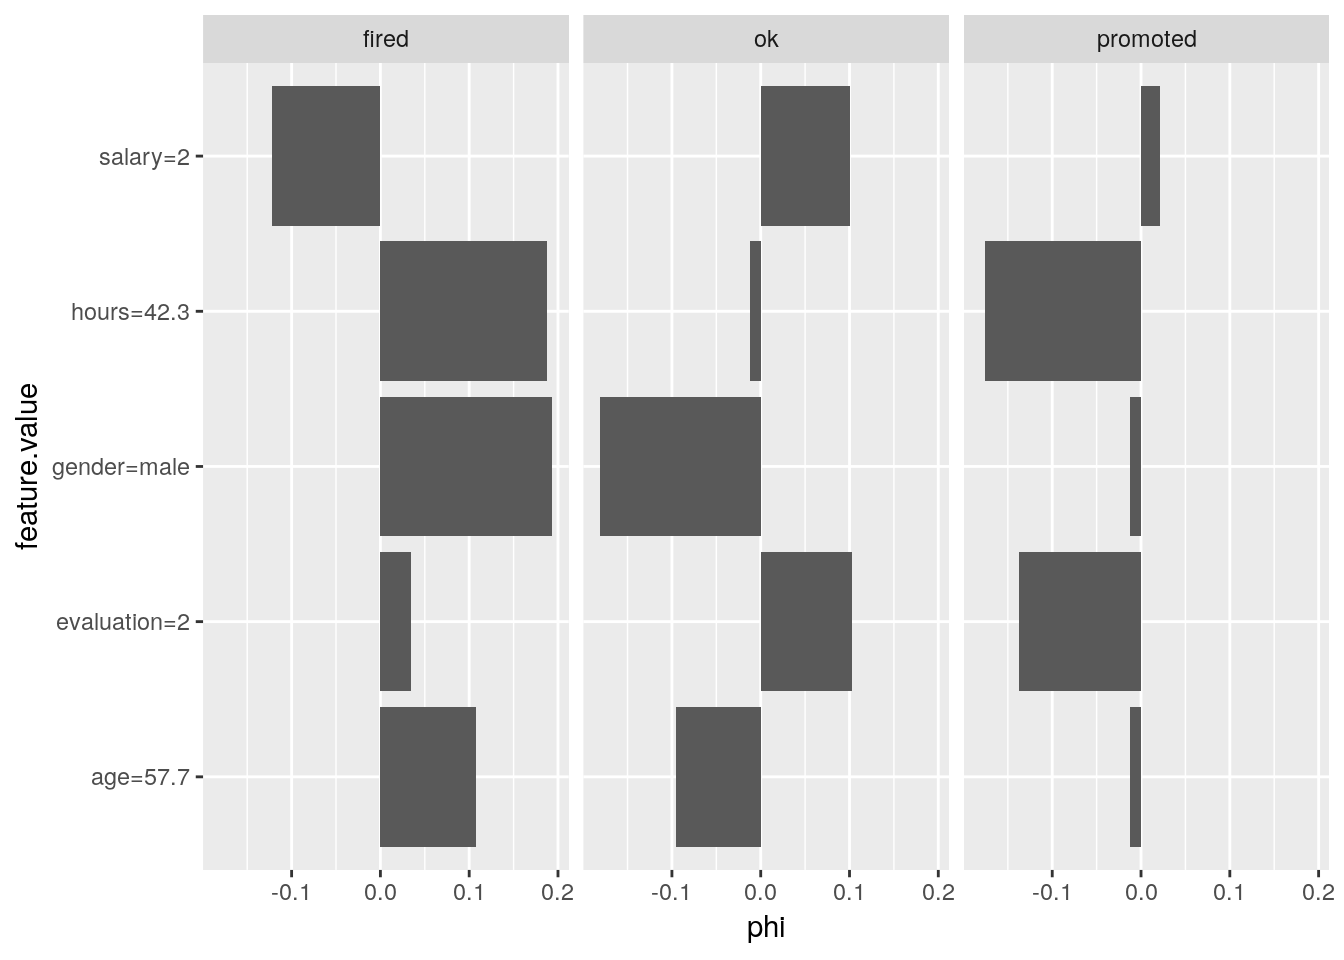 fired ok promoted
salary=2
hours=42.3
gender=male
evaluation=2
age=57.7
feature.value
-0.1 0.0 0.1 0.2 -0.1 0.0 0.1 0.2 -0.1 0.0 0.1 0.2
phi